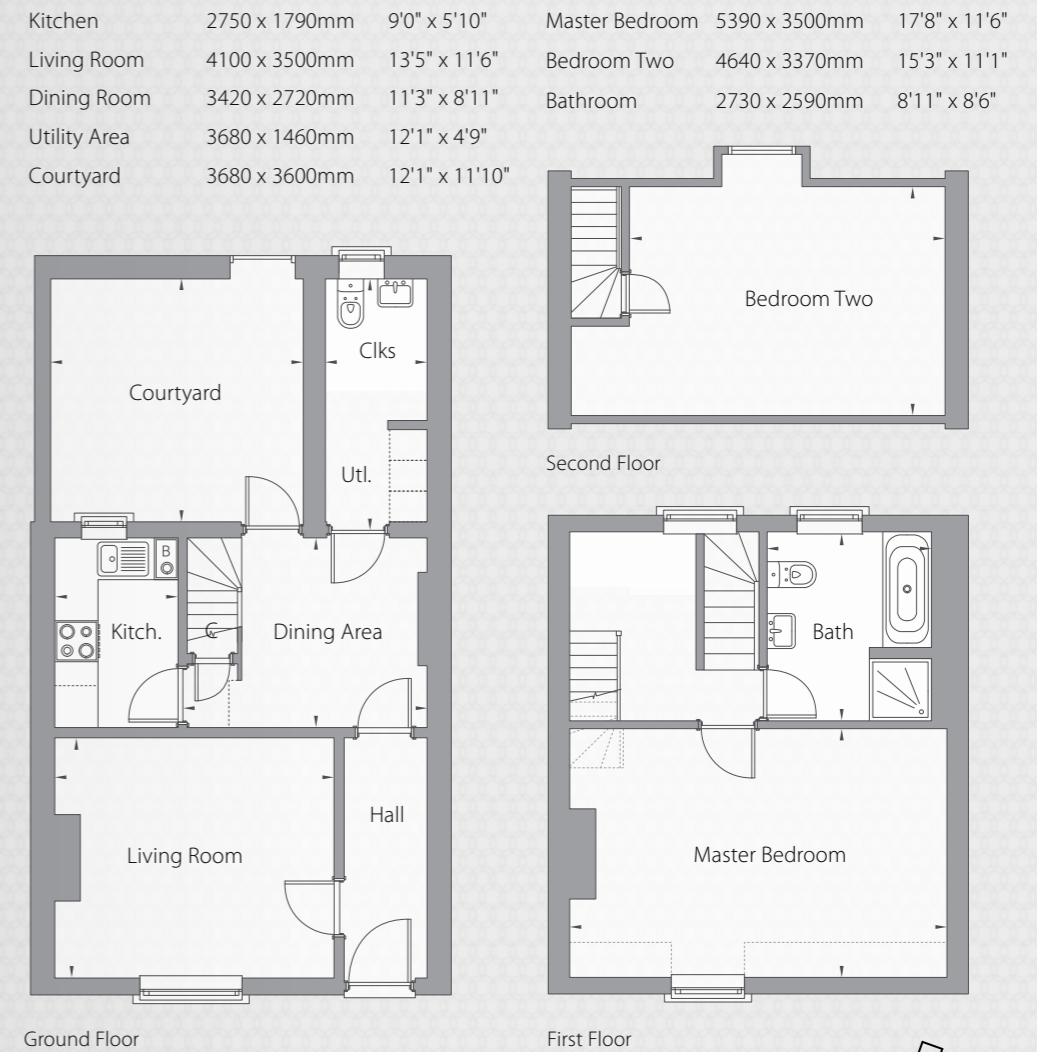 Kitchen 2750 x 1790mm 9'0" x 5'10"
Living Room 4100 x 3500mm 13'5" x 11'6"
Dining Room 3420 x 2720mm 11'3" x 8'11"
Utility Area 3680 x 1460mm 12'1" x 4'9"
Courtyard 3680 x 3600mm 12'1" x 11'10"
Master Bedroom 5390 x 3500mm 17'8" x 11'6"
Bedroom Two 4640 x 3370mm 15'3" x 11'1"
Bathroom 2730 x 2590mm 8'11" x 8'6"
Clks
Courtyard
Utl.
B
Kitch.
C
Dining Area
Hall
Living Room
Ground Floor
Bedroom Two
Second Floor
Bath
Master Bedroom
First Floor